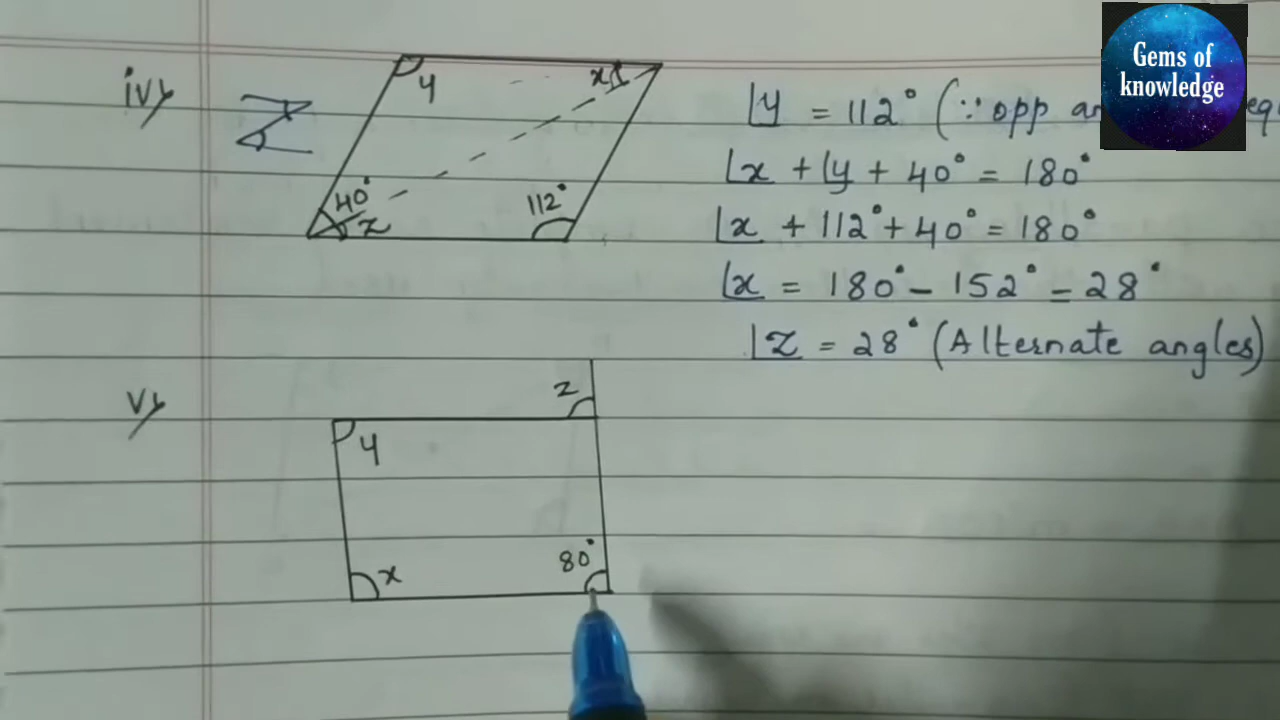 Gems of
knowledge
iv)
y
x
40°
z
112°
∠y = 112° (∵ opp
∠x + ∠y + 40° = 180°
∠x + 112° + 40° = 180°
∠x = 180° - 152° = 28°
∠z = 28° (Alternate angles)
v)
z
y
x
80°